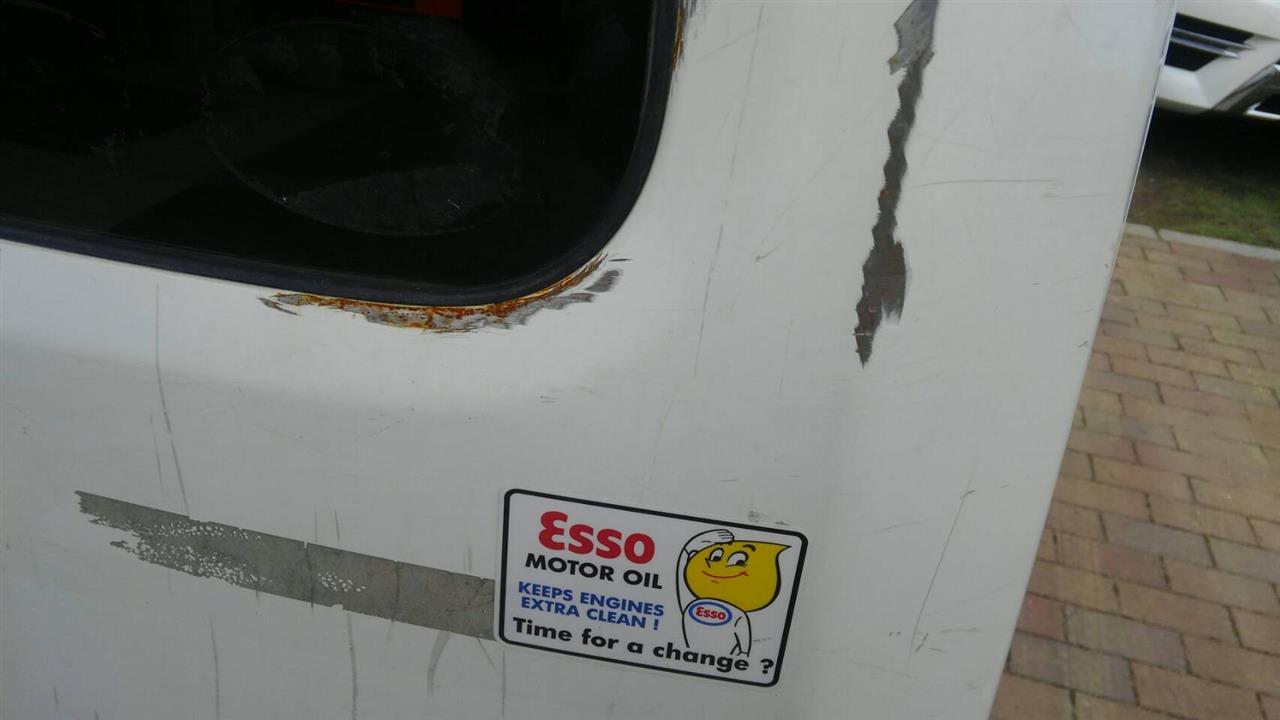 Esso
MOTOR OIL
KEEPS ENGINES
EXTRA CLEAN !
Time for a change ?
Esso